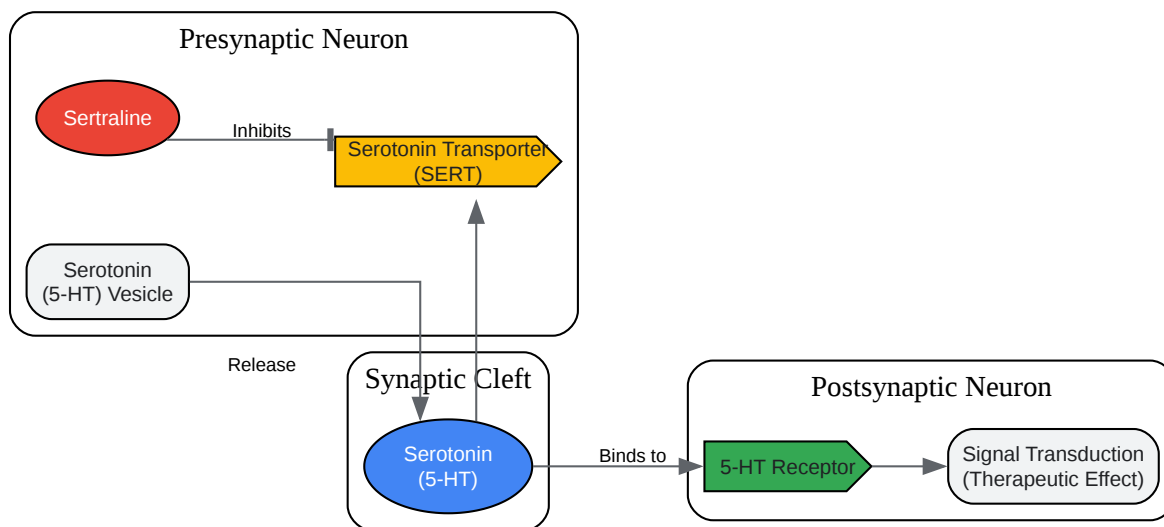 Presynaptic Neuron
Sertraline
Inhibits
Serotonin Transporter
(SERT)
Serotonin
(5-HT) Vesicle
Release
Synaptic Cleft
Serotonin
(5-HT)
Binds to
Postsynaptic Neuron
5-HT Receptor
Signal Transduction
(Therapeutic Effect)